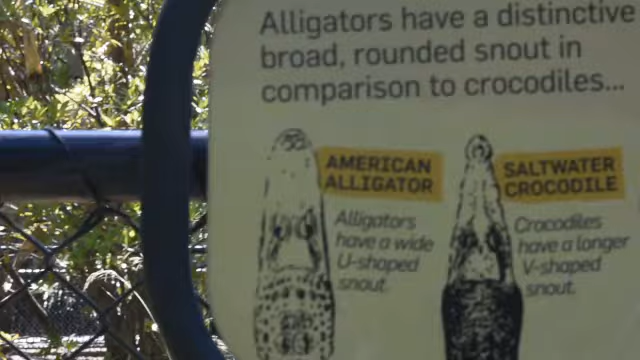 Alligators have a distinctive
broad, rounded snout in
comparison to crocodiles...
AMERICAN
ALLIGATOR
Alligators
have a wide
U-shaped
snout.
SALTWATER
CROCODILE
Crocodiles
have a longer
V-shaped
snout.